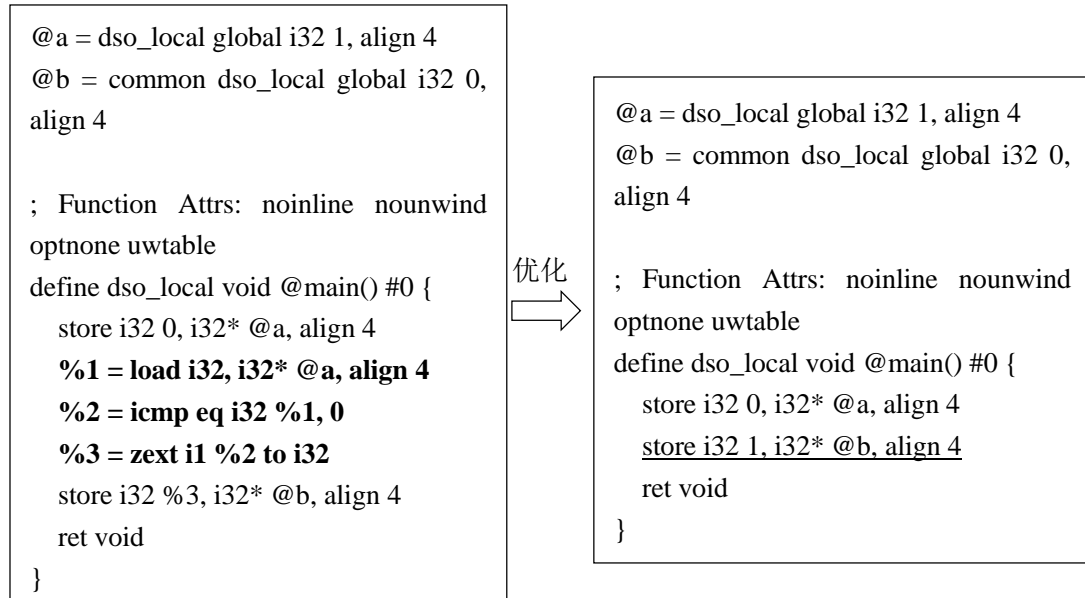 @a = dso_local global i32 1, align 4
@b = common dso_local global i32 0,
align 4
; Function Attrs: noinline nounwind
optnone uwtable
define dso_local void @main() #0 {
store i32 0, i32* @a, align 4
%1 = load i32, i32* @a, align 4
%2 = icmp eq i32 %1, 0
%3 = zext i1 %2 to i32
store i32 %3, i32* @b, align 4
ret void
}
优化
@a = dso_local global i32 1, align 4
@b = common dso_local global i32 0,
align 4
; Function Attrs: noinline nounwind
optnone uwtable
define dso_local void @main() #0 {
store i32 0, i32* @a, align 4
store i32 1, i32* @b, align 4
ret void
}